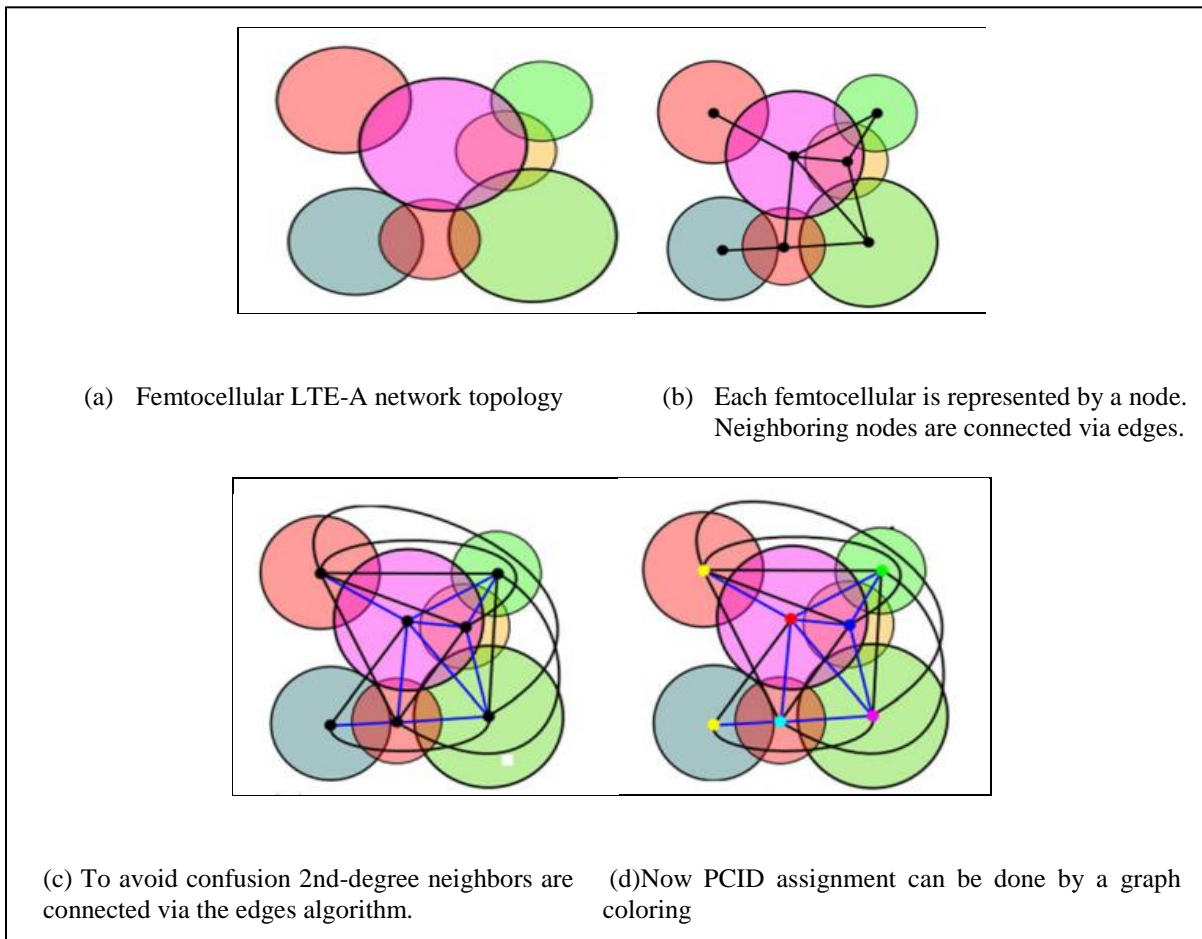 (a) Femtocellular LTE-A network topology
(b) Each femtocellular is represented by a node.
Neighboring nodes are connected via edges.
(c) To avoid confusion 2nd-degree neighbors are
connected via the edges algorithm.
(d)Now PCID assignment can be done by a graph
coloring